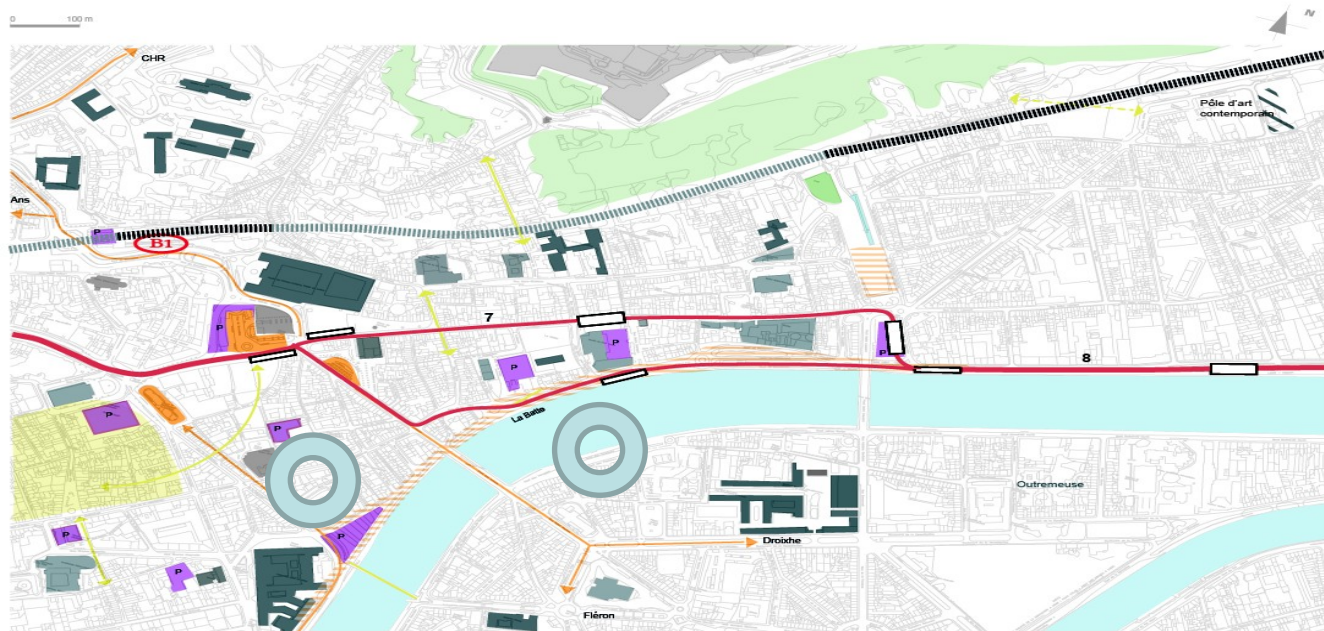 0 100 m
N
CHR
Pôle d'art
contemporain
Ans
P
B1
P
7
P
P
P
8
La Batte
P
P
Outremeuse
P
P
Droixhe
P
Fléron